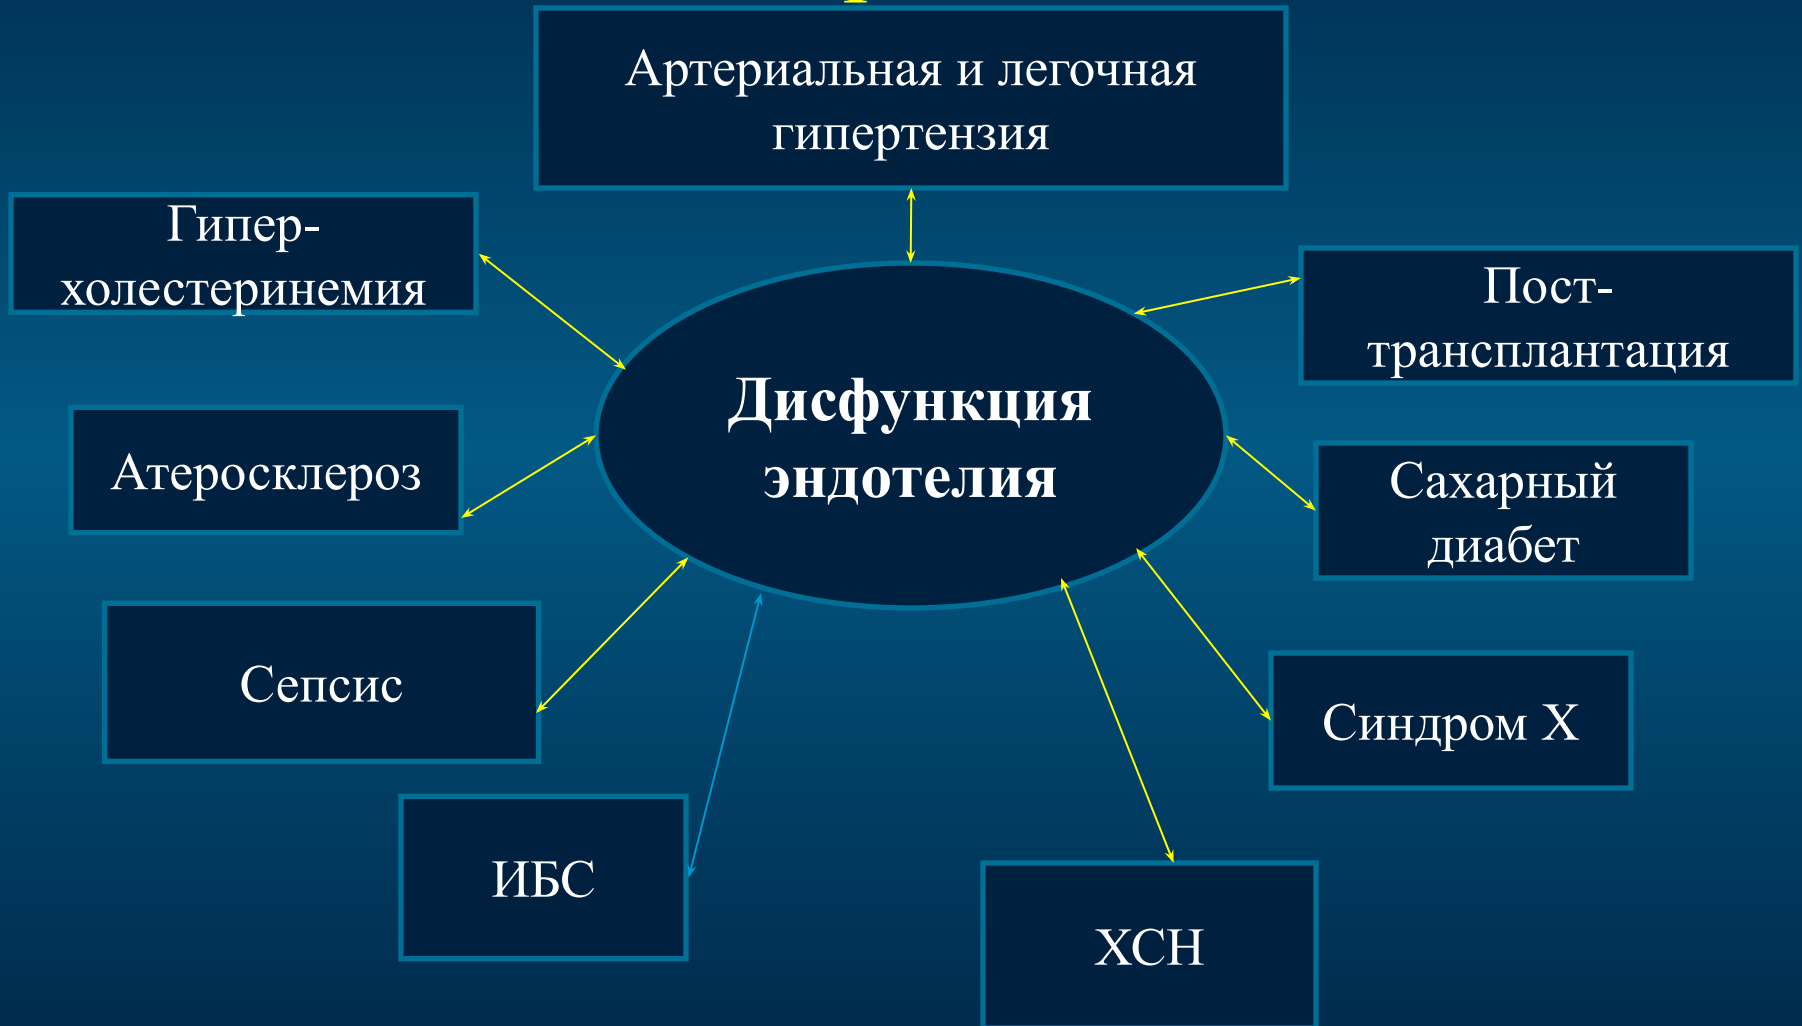 Артериальная и легочная
гипертензия
Гипер-
холестеринемия
Пост-
трансплантация
Дисфункция
эндотелия
Атеросклероз
Сахарный
диабет
Сепсис
Синдром Х
ИБС
ХСН